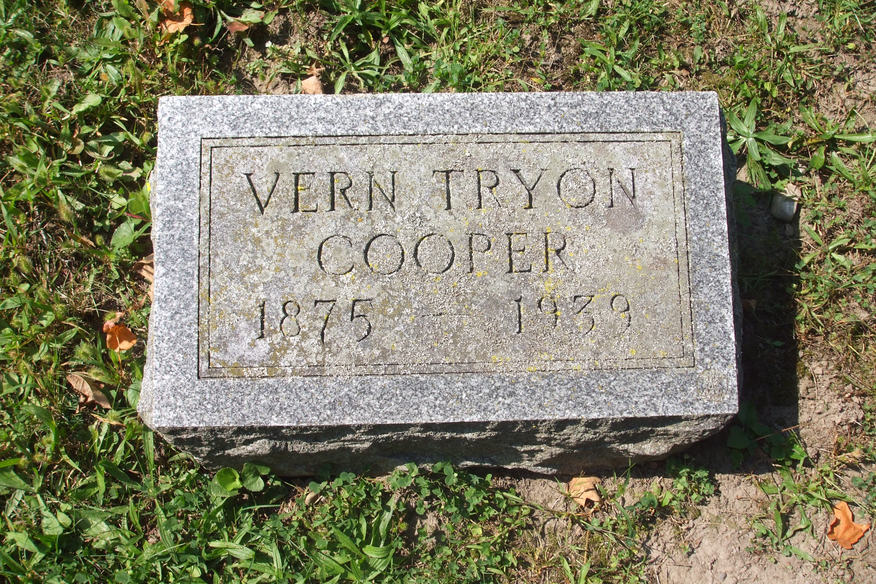 VERN TRYON
COOPER
1875 — 1939